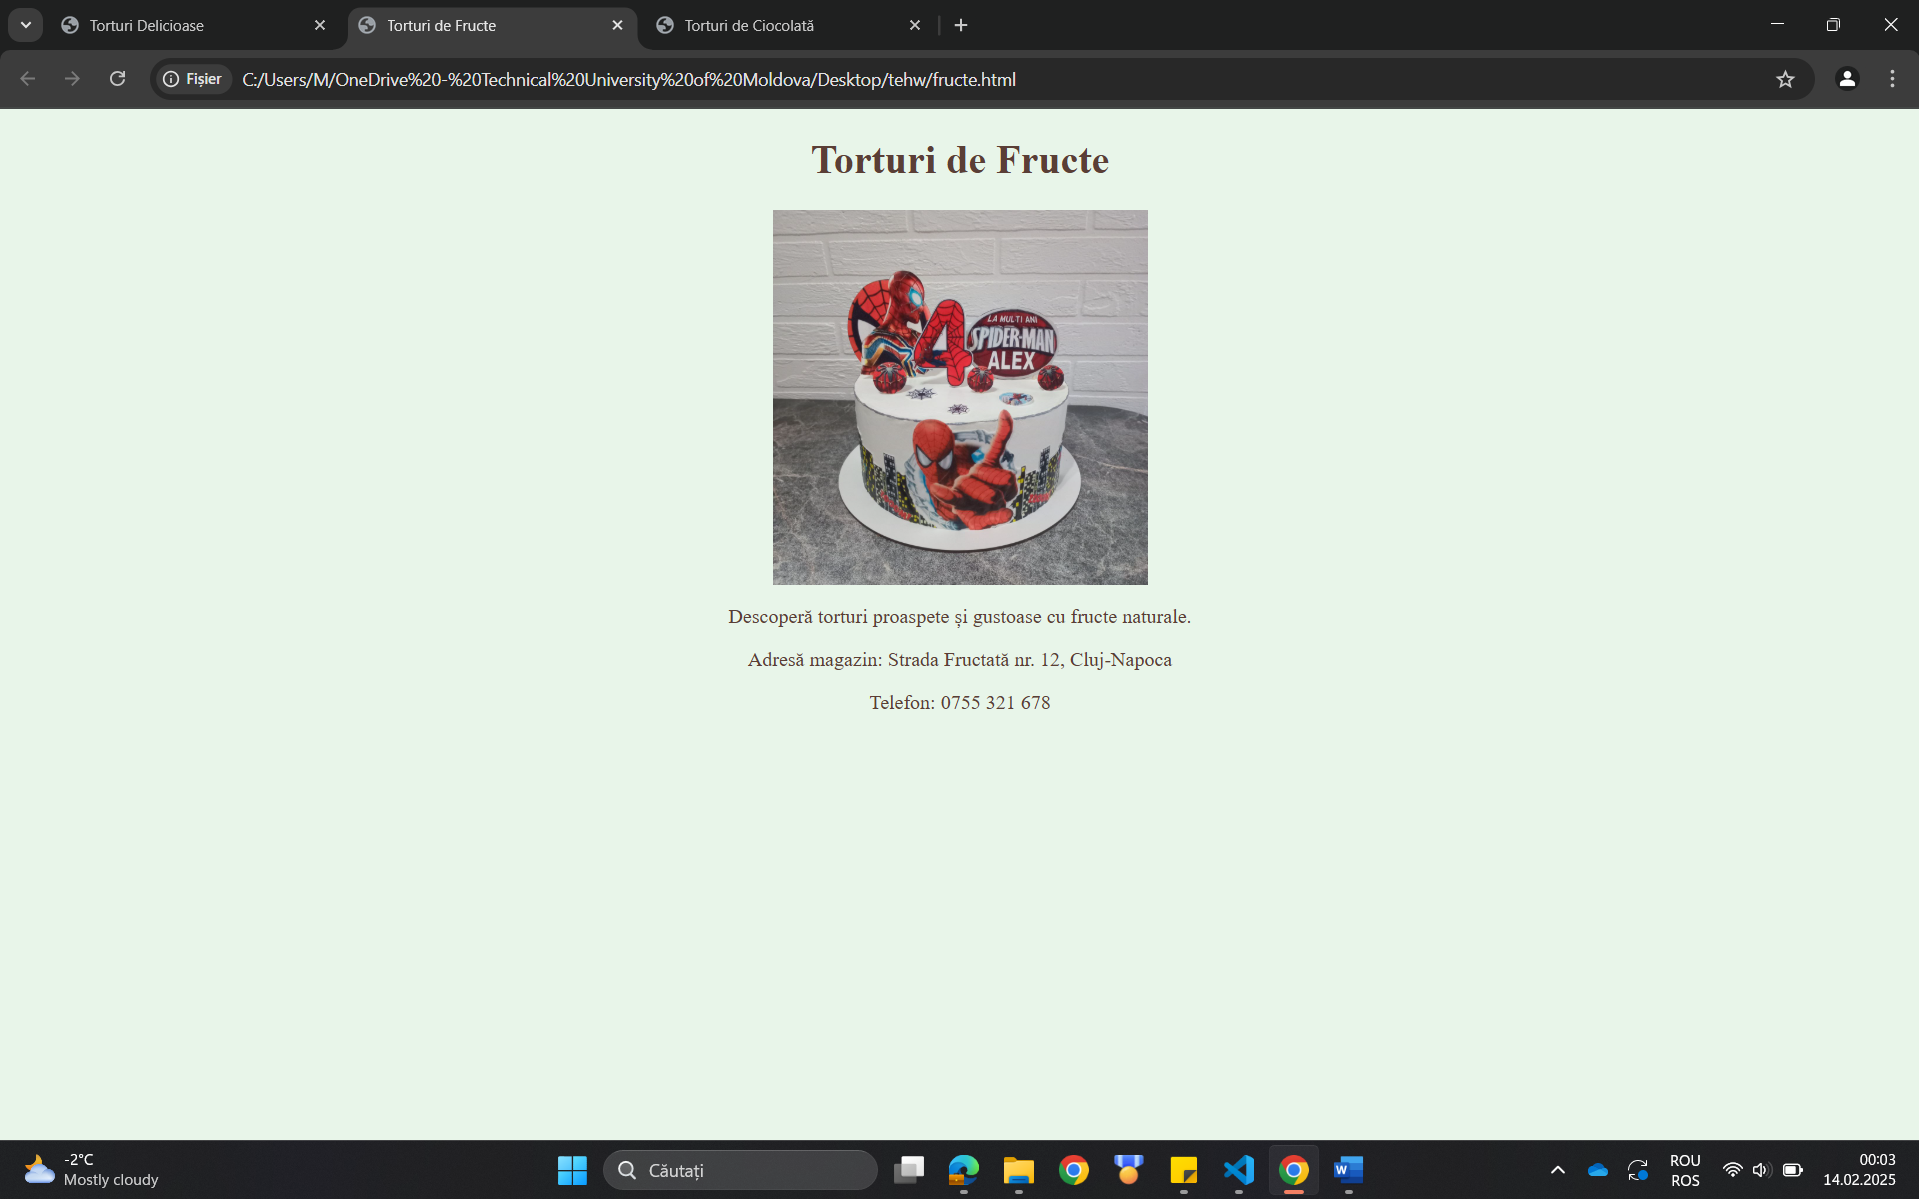 Torturi Delicioase
Torturi de Fructe
Torturi de Ciocolată
Fișier
C:/Users/M/OneDrive%20-%20Technical%20University%20of%20Moldova/Desktop/tehw/fructe.html
Torturi de Fructe
LA MULTI ANI
SPIDER-MAN
ALEX
4
Descoperă torturi proaspete și gustoase cu fructe naturale.
Adresă magazin: Strada Fructată nr. 12, Cluj-Napoca
Telefon: 0755 321 678
-2°C
Mostly cloudy
Căutați
W
ROU
ROS
00:03
14.02.2025